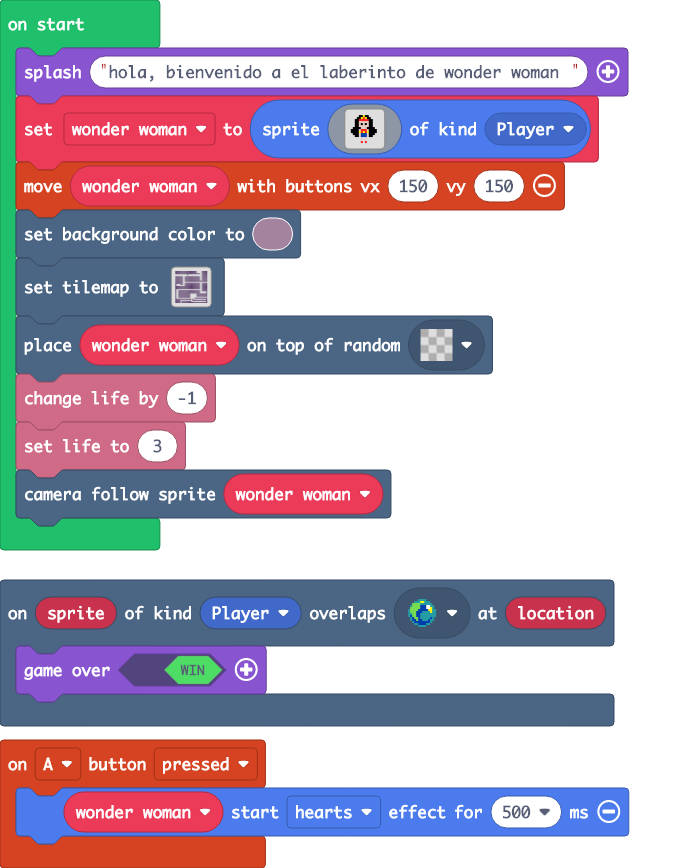 on start
splash "hola, bienvenido a el laberinto de wonder woman "
set wonder woman to sprite of kind Player
move wonder woman with buttons vx 150 vy 150
set background color to
set tilemap to
place wonder woman on top of random
change life by -1
set life to 3
camera follow sprite wonder woman
on sprite of kind Player overlaps at location
game over WIN
on A button pressed
wonder woman start hearts effect for 500 ms